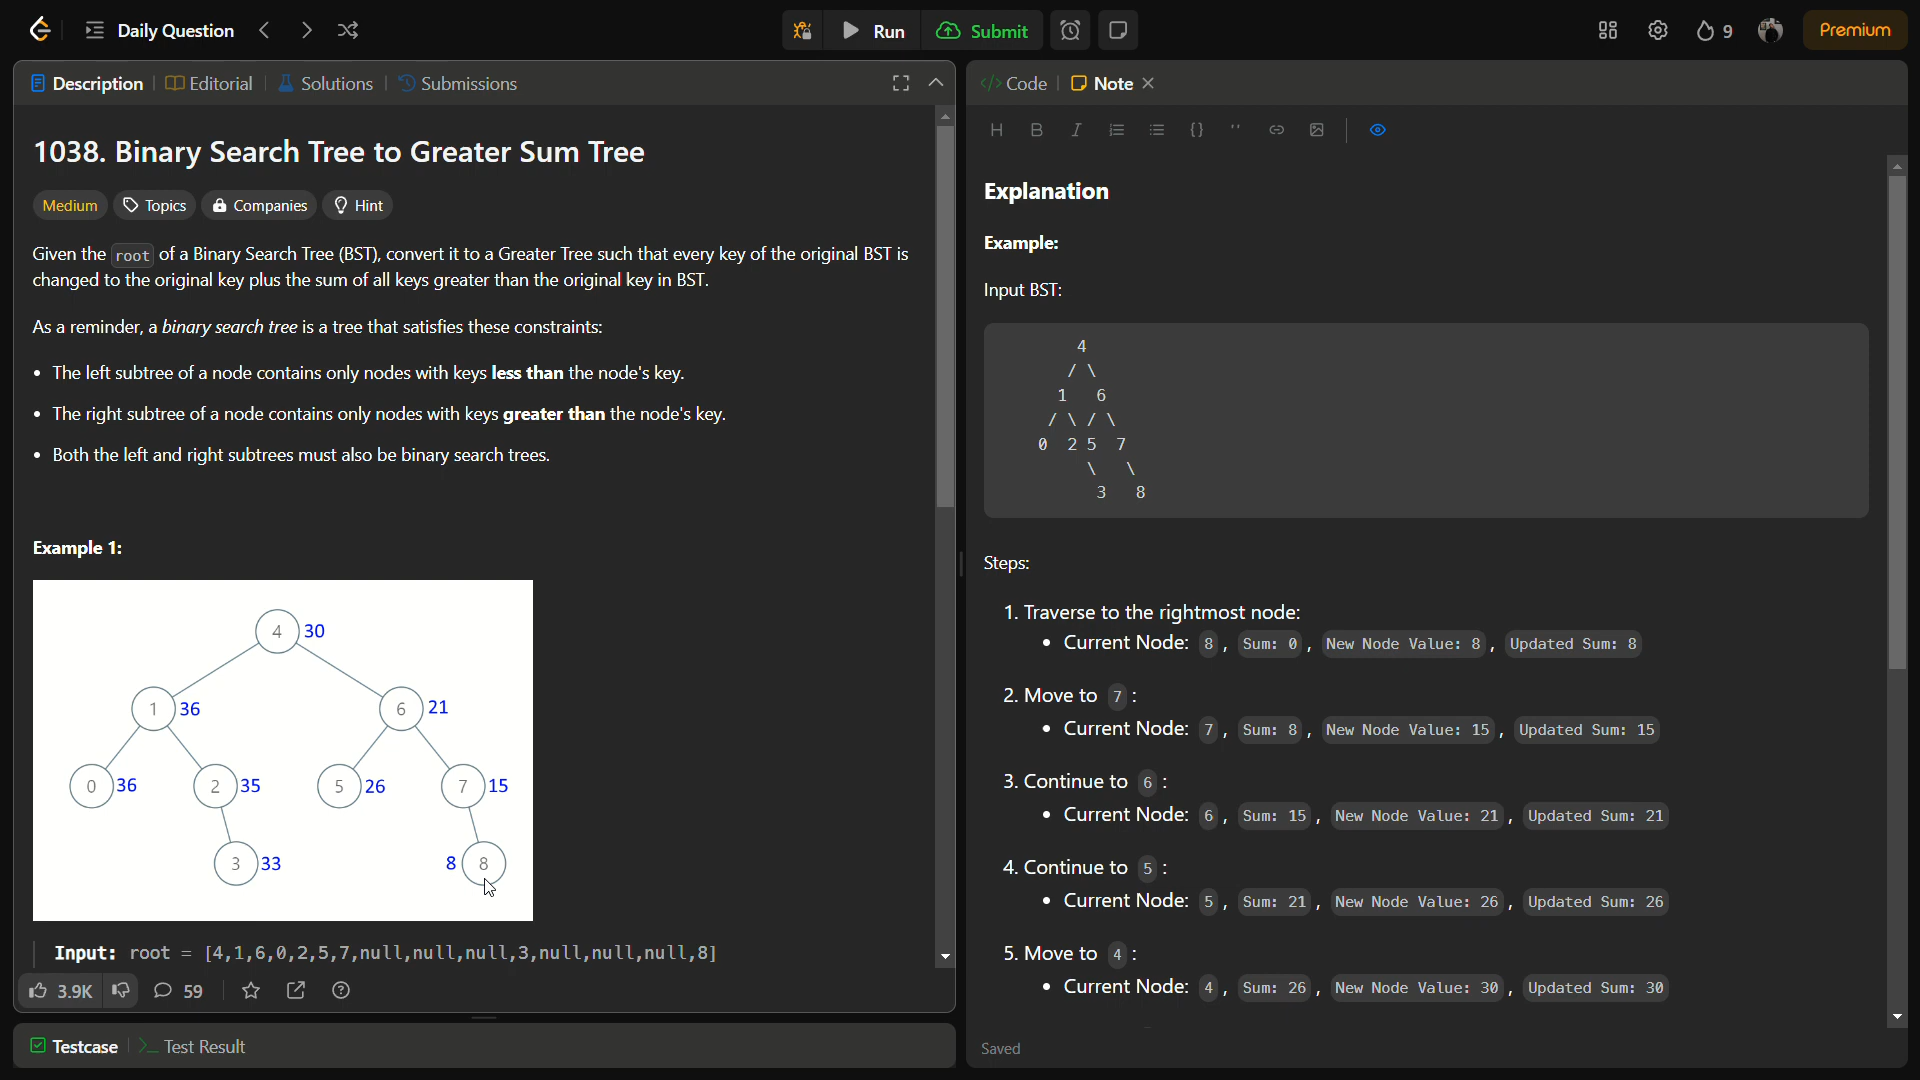 Daily Question
Run
Submit
9
Premium
Description
Editorial
Solutions
Submissions
1038. Binary Search Tree to Greater Sum Tree
Medium
Topics
Companies
Hint
Given the root of a Binary Search Tree (BST), convert it to a Greater Tree such that every key of the original BST is
changed to the original key plus the sum of all keys greater than the original key in BST.
As a reminder, a binary search tree is a tree that satisfies these constraints:
• The left subtree of a node contains only nodes with keys less than the node's key.
• The right subtree of a node contains only nodes with keys greater than the node's key.
• Both the left and right subtrees must also be binary search trees.
Example 1:
4 30
1 36 6 21
0 36 2 35 5 26 7 15
3 33 8 8
Input: root = [4,1,6,0,2,5,7,null,null,null,3,null,null,null,8]
3.9K
59
Testcase
Test Result
</> Code
Note
H B I {} "
Explanation
Example:
Input BST:
4
/ \
1 6
/ \ / \
0 2 5 7
\ \
3 8
Steps:
1. Traverse to the rightmost node:
• Current Node: 8 , Sum: 0 , New Node Value: 8 , Updated Sum: 8
2. Move to 7 :
• Current Node: 7 , Sum: 8 , New Node Value: 15 , Updated Sum: 15
3. Continue to 6 :
• Current Node: 6 , Sum: 15 , New Node Value: 21 , Updated Sum: 21
4. Continue to 5 :
• Current Node: 5 , Sum: 21 , New Node Value: 26 , Updated Sum: 26
5. Move to 4 :
• Current Node: 4 , Sum: 26 , New Node Value: 30 , Updated Sum: 30
Saved